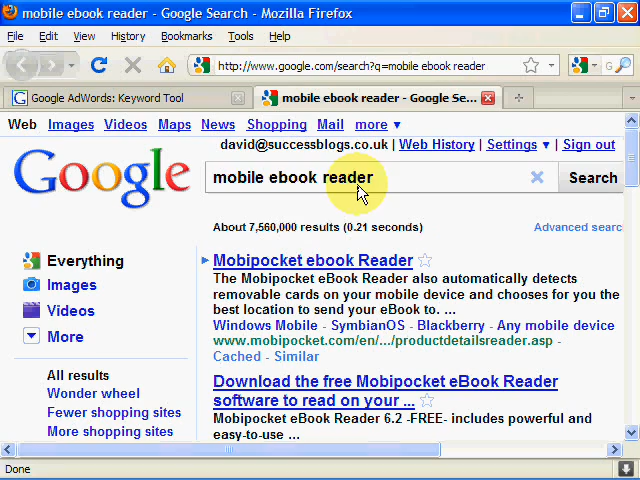 mobile ebook reader - Google Search - Mozilla Firefox
File Edit View History Bookmarks Tools Help
http://www.google.com/search?q=mobile ebook reader
Google AdWords: Keyword Tool
mobile ebook reader - Google Se...
Web Images Videos Maps News Shopping Mail more ▼
david@successblogs.co.uk | Web History | Settings ▼ | Sign out
Google
mobile ebook reader
Search
About 7,560,000 results (0.21 seconds)
Advanced searc
Everything
Images
Videos
More
All results
Wonder wheel
Fewer shopping sites
More shopping sites
Mobipocket ebook Reader
The Mobipocket eBook Reader also automatically detects
removable cards on your mobile device and chooses for you the
best location to send your eBook to. ...
Windows Mobile - SymbianOS - Blackberry - Any mobile device
www.mobipocket.com/en/.../productdetailsreader.asp -
Cached - Similar
Download the free Mobipocket eBook Reader
software to read on your ...
Mobipocket eBook Reader 6.2 -FREE- includes powerful and
easy-to-use ...
Done